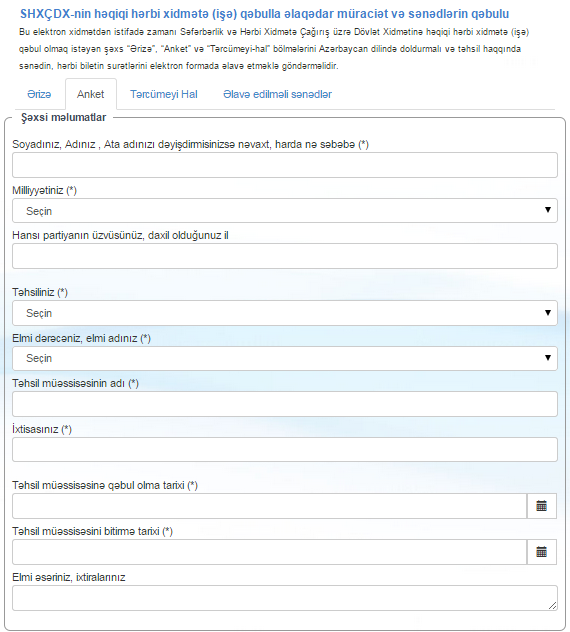 SHXÇDX-nin həqiqi hərbi xidmətə (işə) qəbulla əlaqədar müraciət və sənədlərin qəbulu
Bu elektron xidmətdən istifadə zamanı Səfərbərlik və Hərbi Xidmətə Çağırış üzrə Dövlət Xidmətinə həqiqi hərbi xidmətə (işə)
qəbul olmaq istəyən şəxs "Ərizə", "Anket" və "Tərcümeyi-hal" bölmələrini Azərbaycan dilində doldurmalı və təhsil haqqında
sənədin, hərbi biletin surətlərini elektron formada əlavə etməklə göndərməlidir.
Ərizə Anket Tərcümeyi Hal Əlavə edilməli sənədlər
Şəxsi məlumatlar
Soyadınız, Adınız , Ata adınızı dəyişdirmisinizsə nəvaxt, harda nə səbəbə (*)
Milliyyətiniz (*)
Seçin
Hansı partiyanın üzvüsünüz, daxil olduğunuz il
Təhsiliniz (*)
Seçin
Elmi dərəcəniz, elmi adınız (*)
Seçin
Təhsil müəssisəsinin adı (*)
İxtisasınız (*)
Təhsil müəssisəsinə qəbul olma tarixi (*)
Təhsil müəssisəsini bitirmə tarixi (*)
Elmi əsəriniz, ixtiralarınız